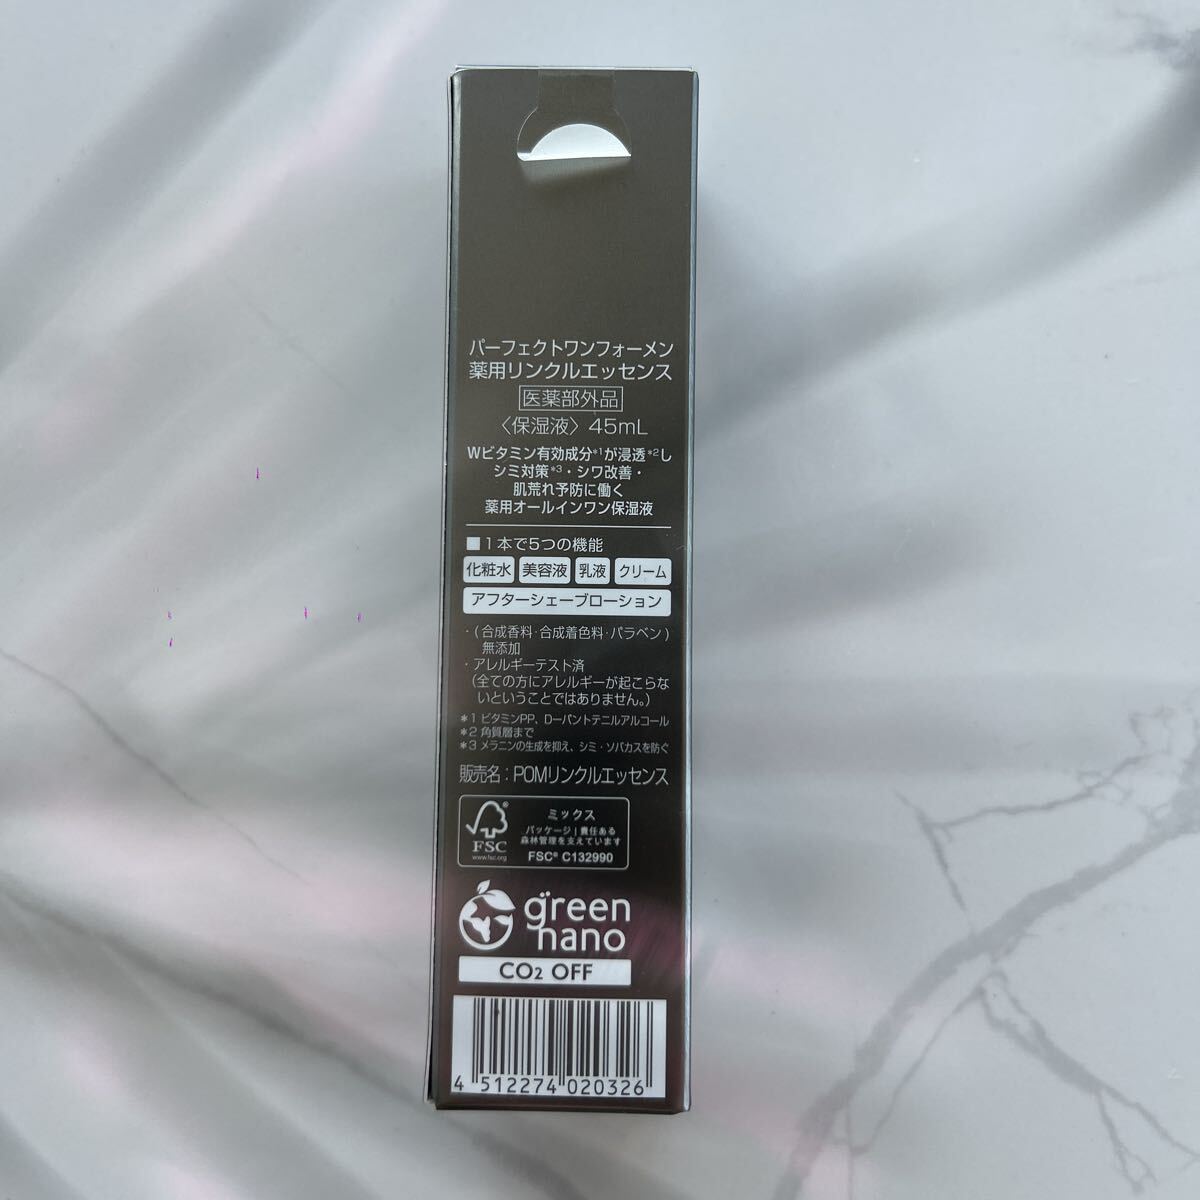 パーフェクトワンフォーメン
薬用リンクルエッセンス
医薬部外品
〈保湿液〉 45mL
Wビタミン有効成分*1が浸透*2し
シミ対策*3・シワ改善・
肌荒れ予防に働く
薬用オールインワン保湿液
■1本で5つの機能
化粧水 美容液 乳液 クリーム
アフターシェーブローション
・(合成香料・合成着色料・パラベン)
無添加
・アレルギーテスト済
(全ての方にアレルギーが起こらな
いということではありません。)
*1 ビタミンPP、D-パントテニルアルコール
*2 角質層まで
*3 メラニンの生成を抑え、シミ・ソバカスを防ぐ
販売名:POMリンクルエッセンス
FSC®
www.fsc.org
ミックス
パッケージ|責任ある
森林管理を支えています
FSC® C132990
green
nano
CO2 OFF
4 512274 020326